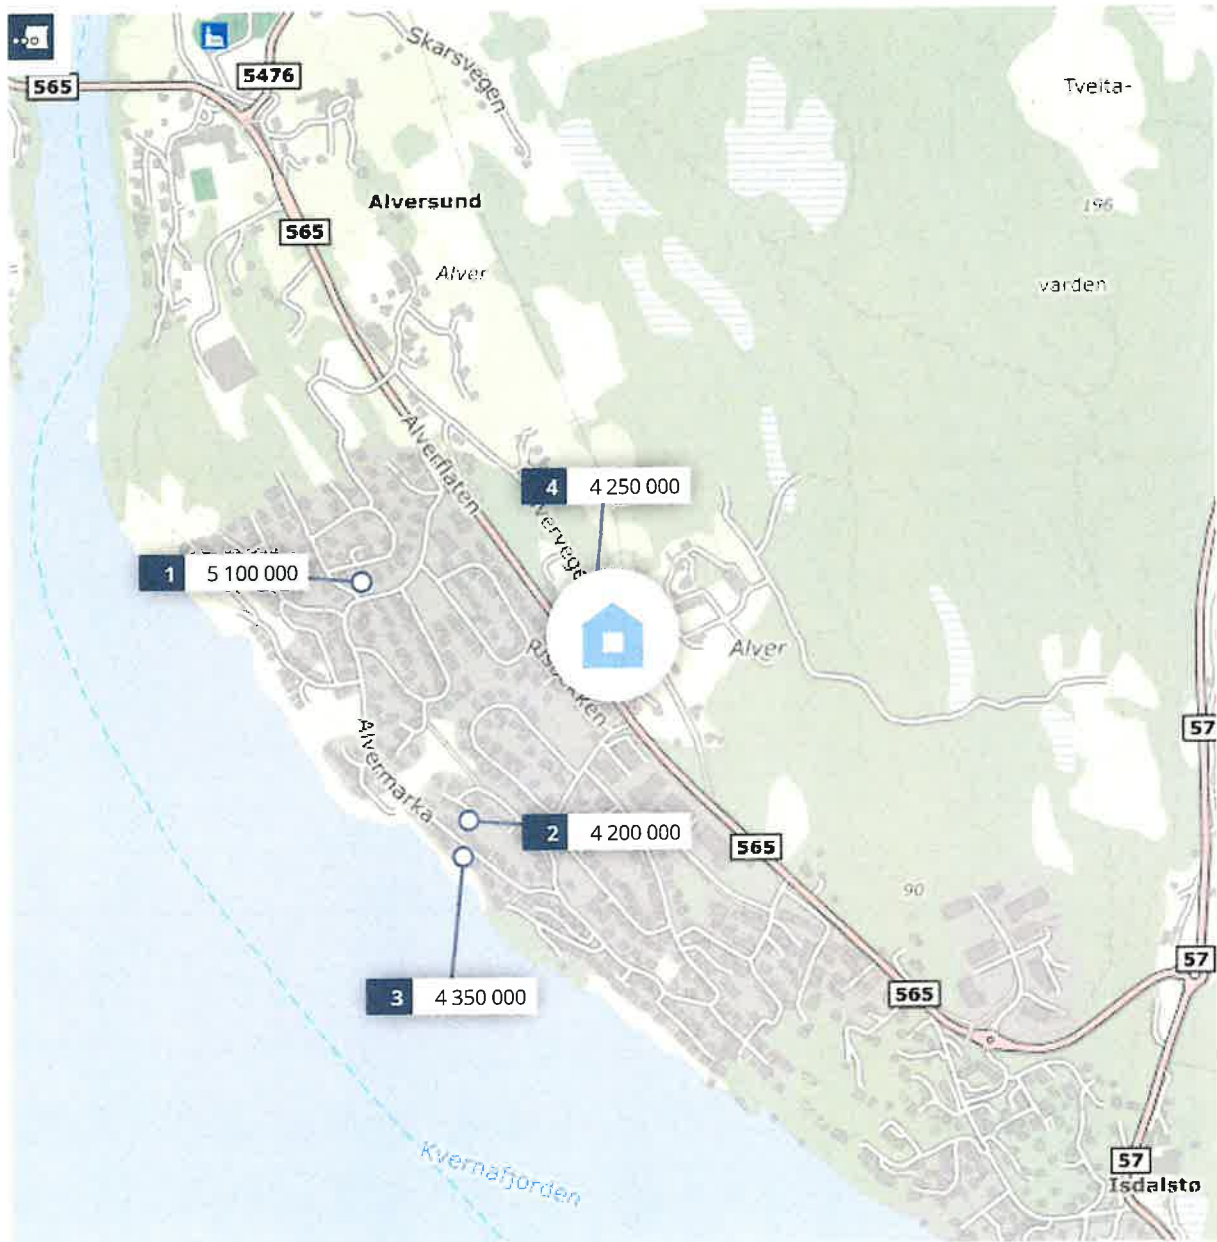 565
5476
Skarsvegen
Tveita-
Alversund
196
565
Alver
varden
Alverflaten
4 4 250 000
1 5 100 000
Alver
57
Alvermarka
2 4 200 000
565
90
57
3 4 350 000
565
Kvernafjorden
57
Isdalstø